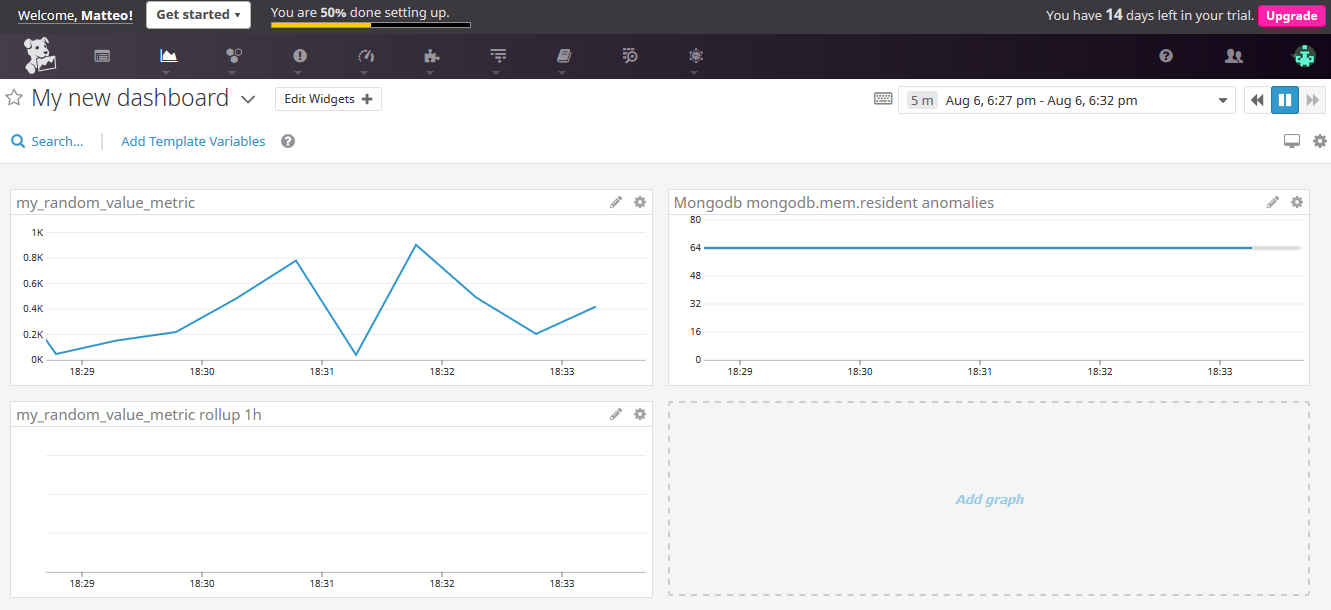 Welcome, Matteo!
Get started
You are 50% done setting up.
You have 14 days left in your trial.
Upgrade
My new dashboard
Edit Widgets
5 m Aug 6, 6:27 pm - Aug 6, 6:32 pm
Search...
Add Template Variables
my_random_value_metric
1K
0.8K
0.6K
0.4K
0.2K
0K
18:29 18:30 18:31 18:32 18:33
Mongodb mongodb.mem.resident anomalies
80
64
48
32
16
0
18:29 18:30 18:31 18:32 18:33
my_random_value_metric rollup 1h
18:29 18:30 18:31 18:32 18:33
Add graph